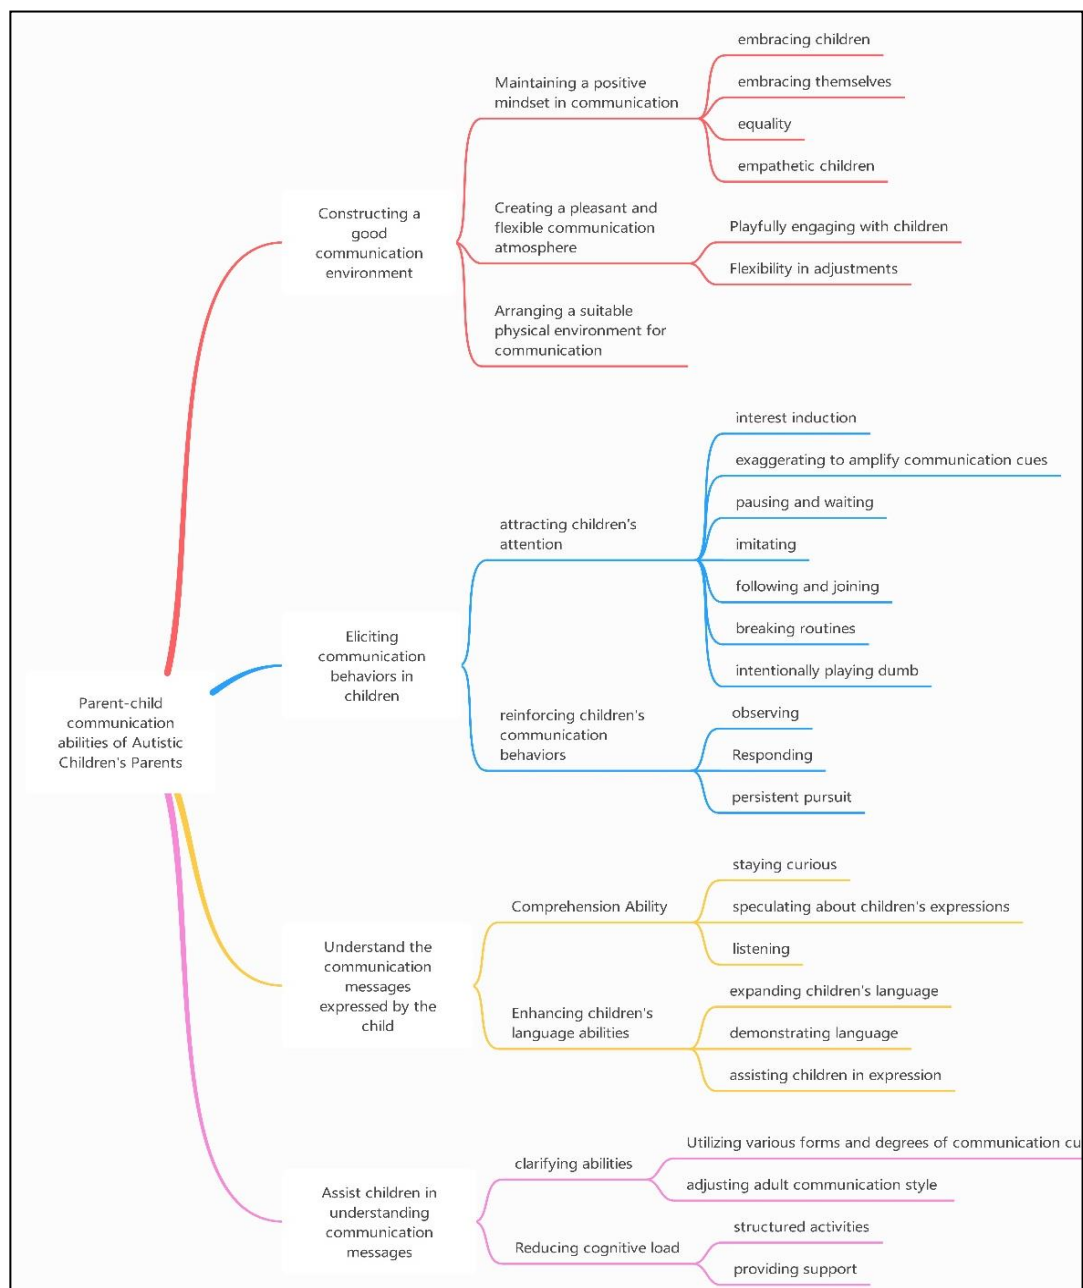 Parent-child
communication
abilities of Autistic
Children's Parents
Constructing a
good
communication
environment
Maintaining a positive
mindset in communication
embracing children
embracing themselves
equality
empathetic children
Creating a pleasant and
flexible communication
atmosphere
Playfully engaging with children
Flexibility in adjustments
Arranging a suitable
physical environment for
communication
Eliciting
communication
behaviors in
children
attracting children's
attention
interest induction
exaggerating to amplify communication cues
pausing and waiting
imitating
following and joining
breaking routines
intentionally playing dumb
reinforcing children's
communication
behaviors
observing
Responding
persistent pursuit
Understand the
communication
messages
expressed by the
child
Comprehension Ability
staying curious
speculating about children's expressions
listening
Enhancing children's
language abilities
expanding children's language
demonstrating language
assisting children in expression
Assist children in
understanding
communication
messages
clarifying abilities
Utilizing various forms and degrees of communication
adjusting adult communication style
Reducing cognitive load
structured activities
providing support